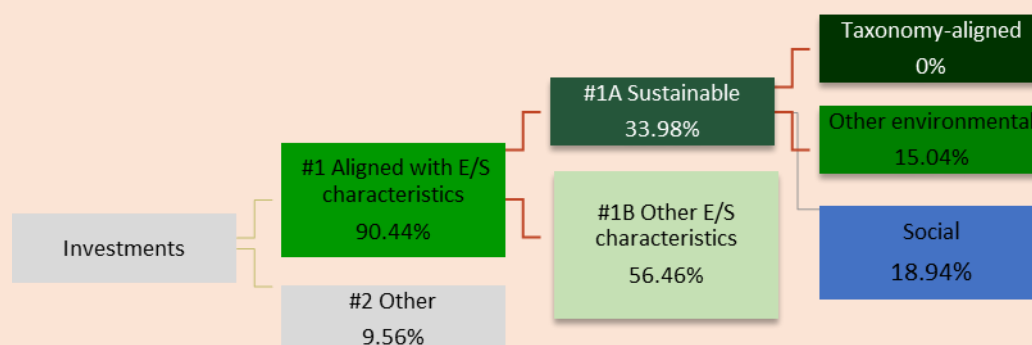 Investments
#1 Aligned with E/S
characteristics
90.44%
#2 Other
9.56%
#1A Sustainable
33.98%
#1B Other E/S
characteristics
56.46%
Taxonomy-aligned
0%
Other environmental
15.04%
Social
18.94%